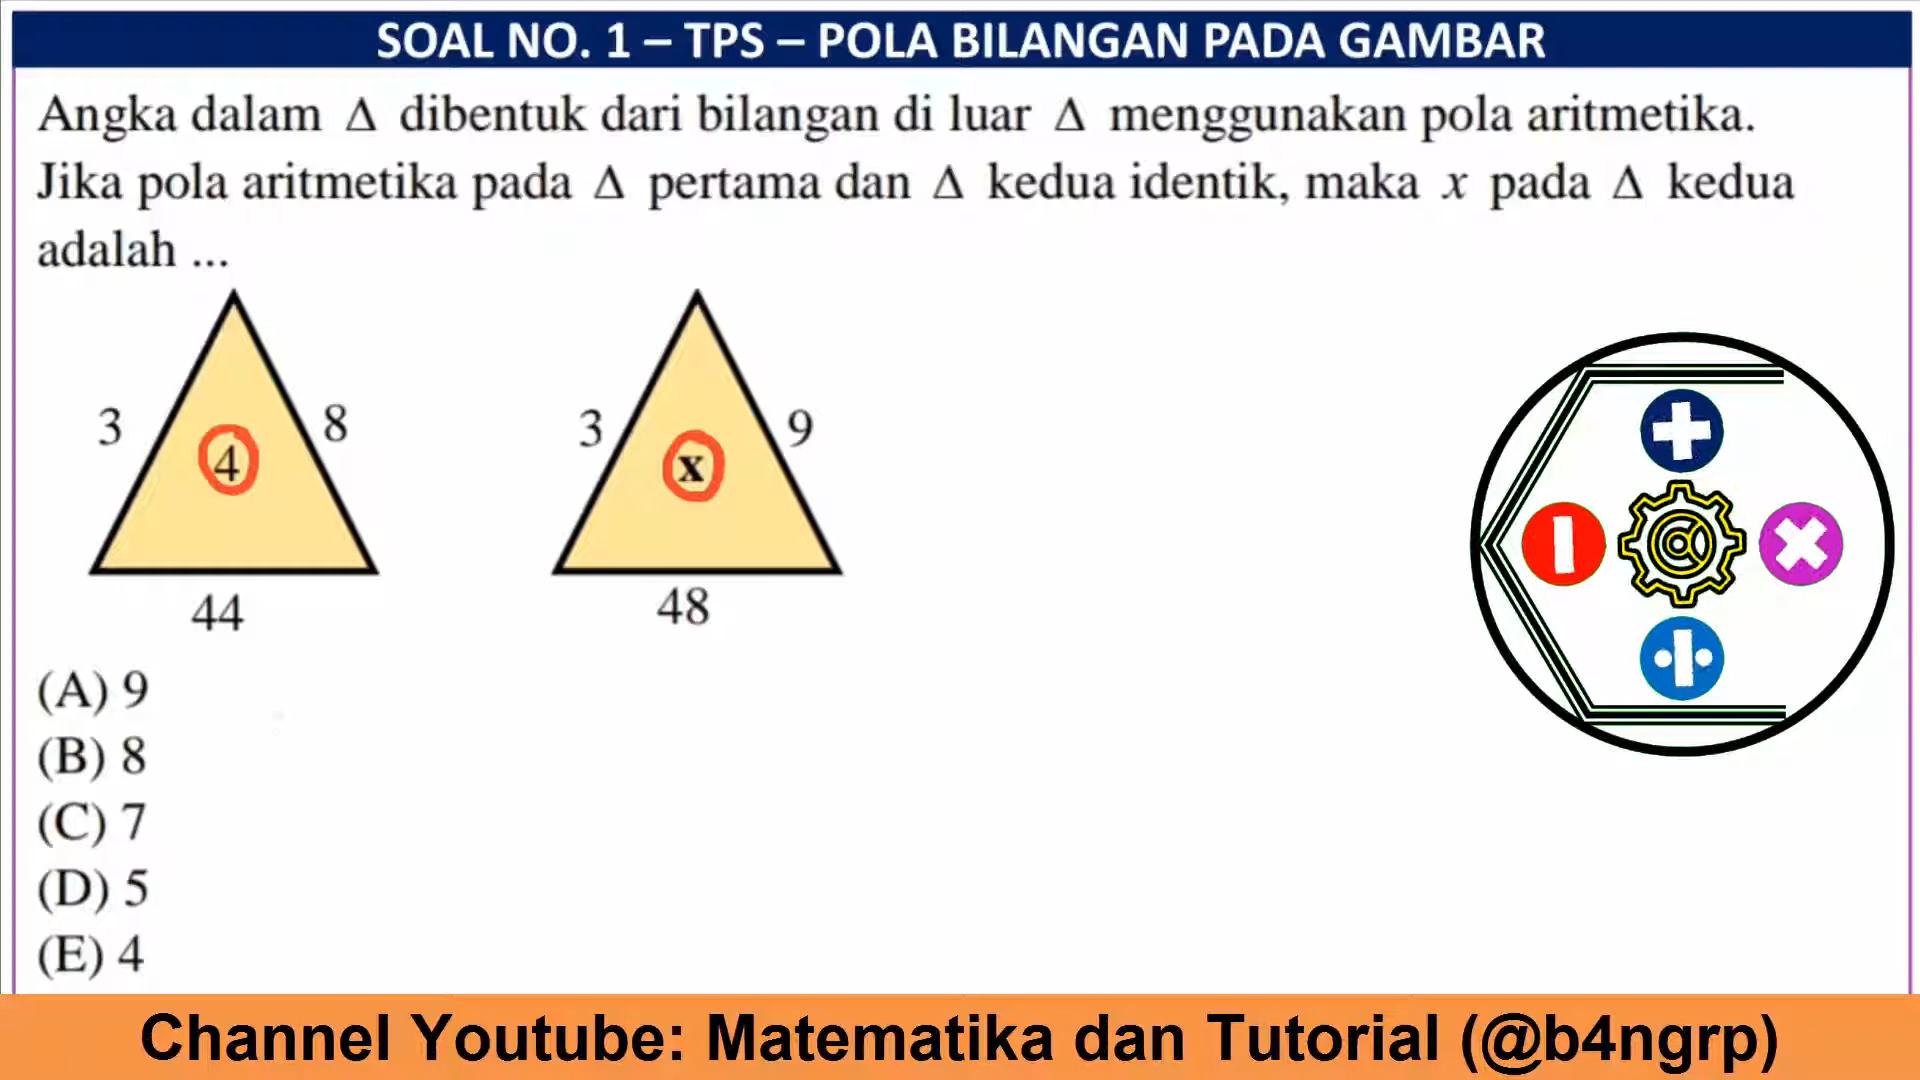 SOAL NO. 1 – TPS – POLA BILANGAN PADA GAMBAR
Angka dalam Δ dibentuk dari bilangan di luar Δ menggunakan pola aritmetika.
Jika pola aritmetika pada Δ pertama dan Δ kedua identik, maka x pada Δ kedua
adalah ...
3 4 8
44
3 x 9
48
(A) 9
(B) 8
(C) 7
(D) 5
(E) 4
Channel Youtube: Matematika dan Tutorial (@b4ngrp)